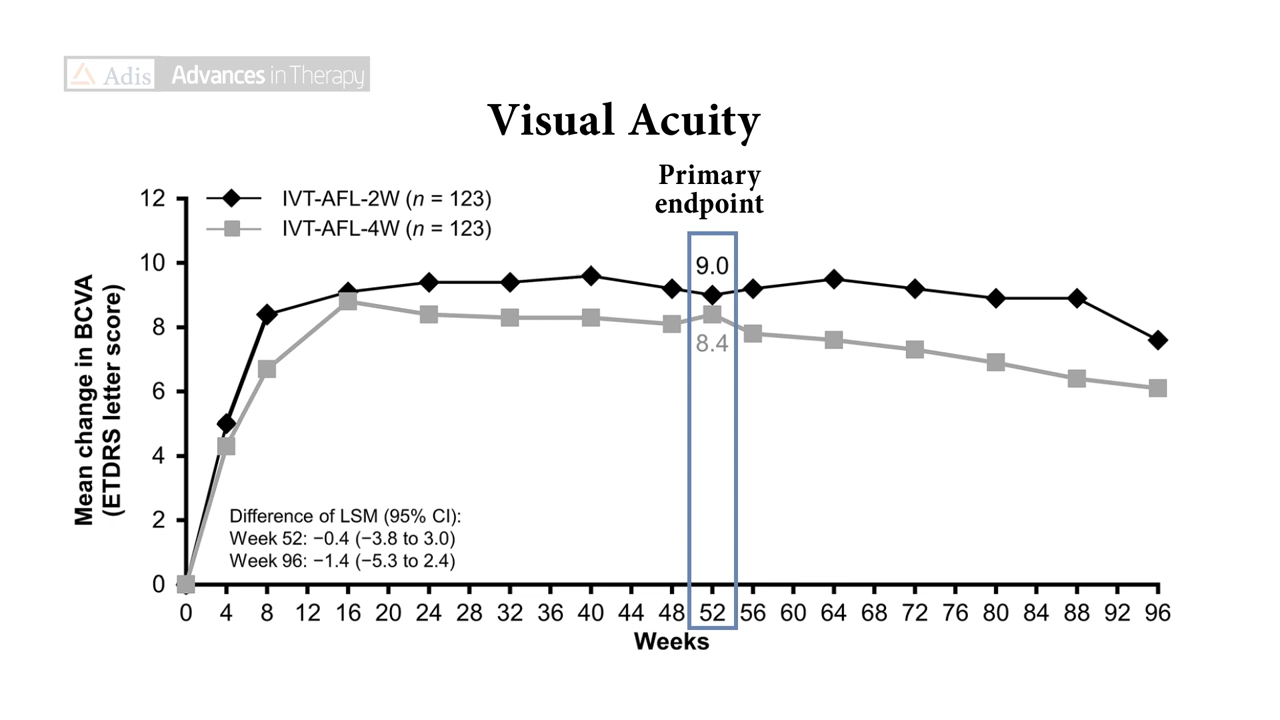 Adis Advances in Therapy
Visual Acuity
Primary
endpoint
12
10
8
6
4
2
0
Mean change in BCVA
(ETDRS letter score)
IVT-AFL-2W (n = 123)
IVT-AFL-4W (n = 123)
9.0
8.4
Difference of LSM (95% CI):
Week 52: −0.4 (−3.8 to 3.0)
Week 96: −1.4 (−5.3 to 2.4)
0 4 8 12 16 20 24 28 32 36 40 44 48 52 56 60 64 68 72 76 80 84 88 92 96
Weeks